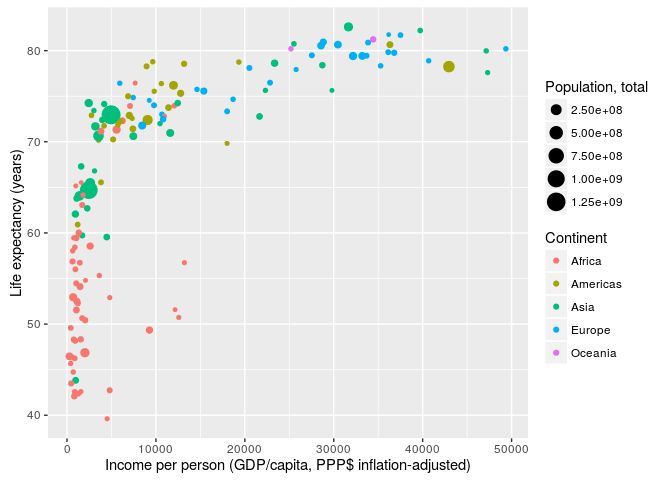 80
70
60
50
40
Life expectancy (years)
0
10000
20000
30000
40000
50000
Income per person (GDP/capita, PPP$ inflation-adjusted)
Population, total
2.50e+08
5.00e+08
7.50e+08
1.00e+09
1.25e+09
Continent
Africa
Americas
Asia
Europe
Oceania